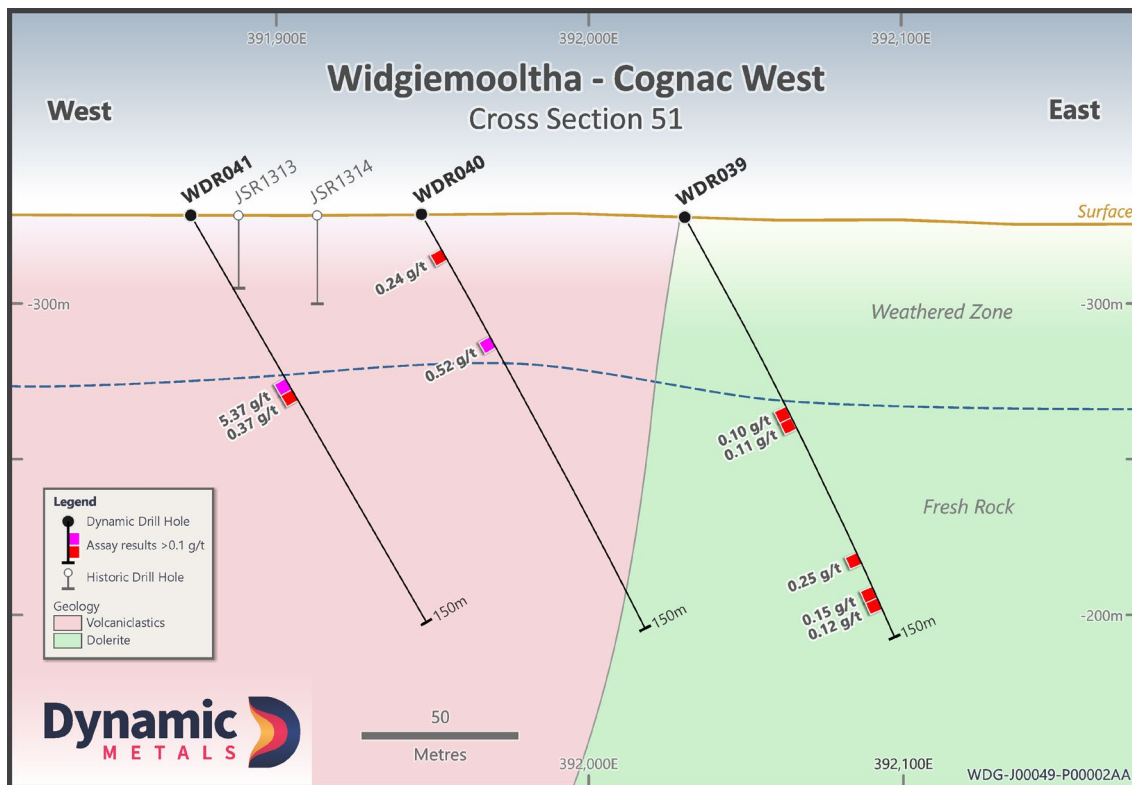 391,900E
392,000E
392,100E
Widgiemooltha - Cognac West
Cross Section 51
West
East
WDR041
JSR1313
JSR1314
WDR040
WDR039
Surface
0.24 g/t
-300m
-300m
Weathered Zone
0.52 g/t
5.37 g/t
0.37 g/t
0.10 g/t
0.11 g/t
Fresh Rock
Legend
Dynamic Drill Hole
Assay results >0.1 g/t
Historic Drill Hole
Geology
Volcaniclastics
Dolerite
0.25 g/t
0.15 g/t
0.12 g/t
150m
150m
150m
-200m
Dynamic
METALS
50
Metres
392,000E
392,100E
WDG-J00049-P00002AA